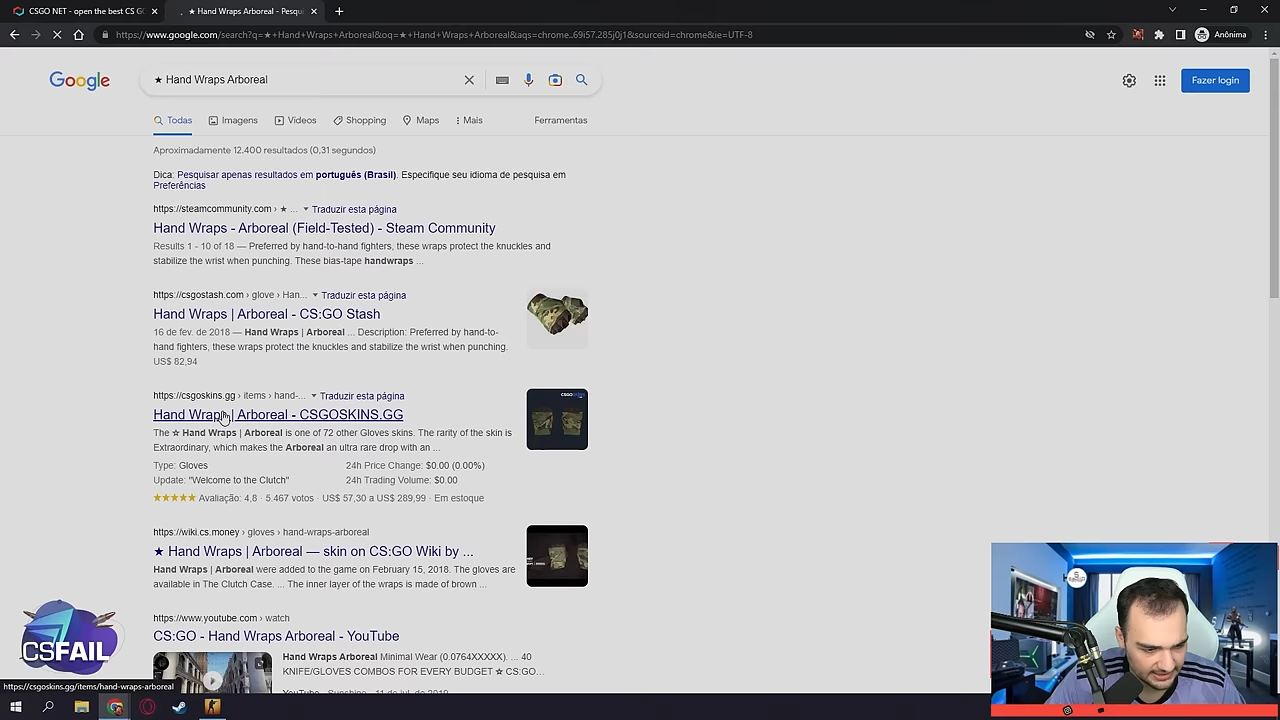 CSGO NET - open the best CS GO
★ Hand Wraps Arboreal - Pesqui
https://www.google.com/search?q=★+Hand+Wraps+Arboreal&oq=★+Hand+Wraps+Arboreal&aqs=chrome..69i57.285j0j1&sourceid=chrome&ie=UTF-8
Anônima
Google
★ Hand Wraps Arboreal
Fazer login
Todas
Imagens
Vídeos
Shopping
Maps
Mais
Ferramentas
Aproximadamente 12.400 resultados (0,31 segundos)
Dica: Pesquisar apenas resultados em português (Brasil). Especifique seu idioma de pesquisa em
Preferências
https://steamcommunity.com › ★ ... Traduzir esta página
Hand Wraps - Arboreal (Field-Tested) - Steam Community
Results 1 - 10 of 18 — Preferred by hand-to-hand fighters, these wraps protect the knuckles and
stabilize the wrist when punching. These bias-tape handwraps ...
https://csgostash.com › glove › Han... Traduzir esta página
Hand Wraps | Arboreal - CS:GO Stash
16 de fev. de 2018 — Hand Wraps | Arboreal ... Description: Preferred by hand-to-
hand fighters, these wraps protect the knuckles and stabilize the wrist when punching.
US$ 82,94
https://csgoskins.gg › items › hand-... Traduzir esta página
Hand Wraps | Arboreal - CSGOSKINS.GG
The ☆ Hand Wraps | Arboreal is one of 72 other Gloves skins. The rarity of the skin is
Extraordinary, which makes the Arboreal an ultra rare drop with an ...
Type: Gloves
24h Price Change: $0.00 (0.00%)
Update: "Welcome to the Clutch"
24h Trading Volume: $0.00
★★★★★ Avaliação: 4,8 · 5.467 votos · US$ 57,30 a US$ 289,99 · Em estoque
https://wiki.cs.money › gloves › hand-wraps-arboreal
★ Hand Wraps | Arboreal — skin on CS:GO Wiki by ...
Hand Wraps | Arboreal were added to the game on February 15, 2018. The gloves are
available in The Clutch Case. ... The inner layer of the wraps is made of brown ...
https://www.youtube.com › watch
CS:GO - Hand Wraps Arboreal - YouTube
Hand Wraps Arboreal Minimal Wear (0.0764XXXXX). ... 40
KNIFE/GLOVES COMBOS FOR EVERY BUDGET ☆ CS:GO...
CSFAIL
https://csgoskins.gg/items/hand-wraps-arboreal